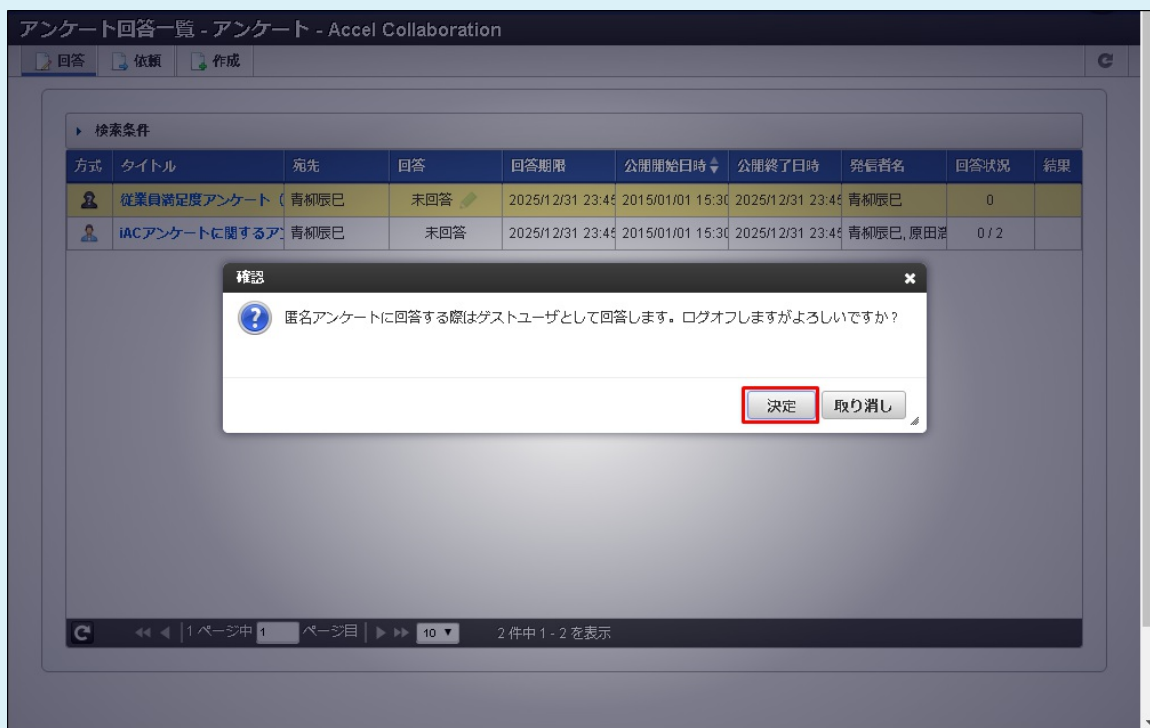 アンケート回答一覧 - アンケート - Accel Collaboration
回答 依頼 作成
検索条件
方式 タイトル 宛先 回答 回答期限 公開開始日時 公開終了日時 発信者名 回答状況 結果
従業員満足度アンケート ( 青柳辰巳 未回答 2025/12/31 23:45 2015/01/01 15:30 2025/12/31 23:45 青柳辰巳 0
iACアンケートに関するア 青柳辰巳 未回答 2025/12/31 23:45 2015/01/01 15:30 2025/12/31 23:45 青柳辰巳, 原田浩 0 / 2
確認
匿名アンケートに回答する際はゲストユーザとして回答します。ログオフしますがよろしいですか？
決定 取り消し
1 ページ中 1 ページ目 10 2 件中 1 - 2 を表示